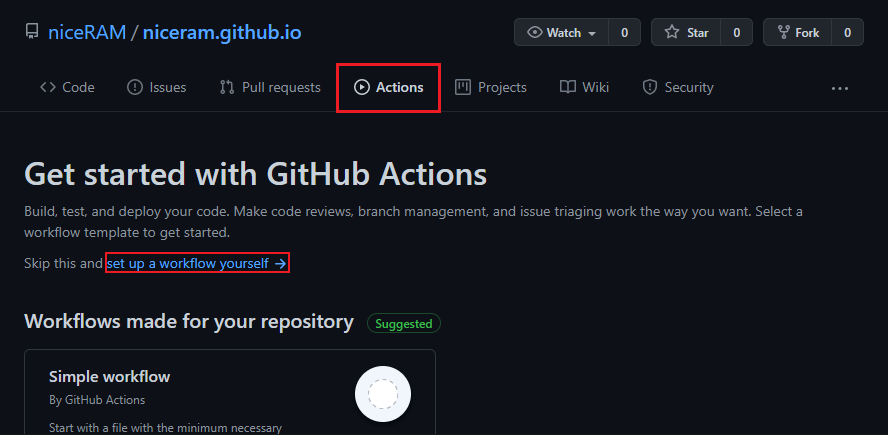 niceRAM / niceram.github.io
Watch 0 Star 0 Fork 0
Code Issues Pull requests Actions Projects Wiki Security ...
Get started with GitHub Actions
Build, test, and deploy your code. Make code reviews, branch management, and issue triaging work the way you want. Select a
workflow template to get started.
Skip this and set up a workflow yourself →
Workflows made for your repository Suggested
Simple workflow
By GitHub Actions
Start with a file with the minimum necessary